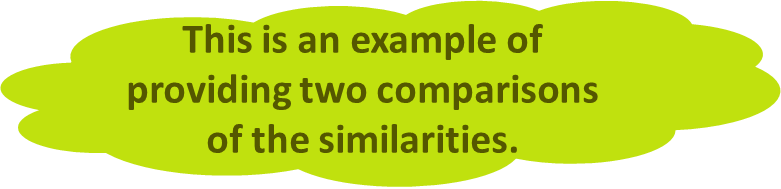 This is an example of
providing two comparisons
of the similarities.